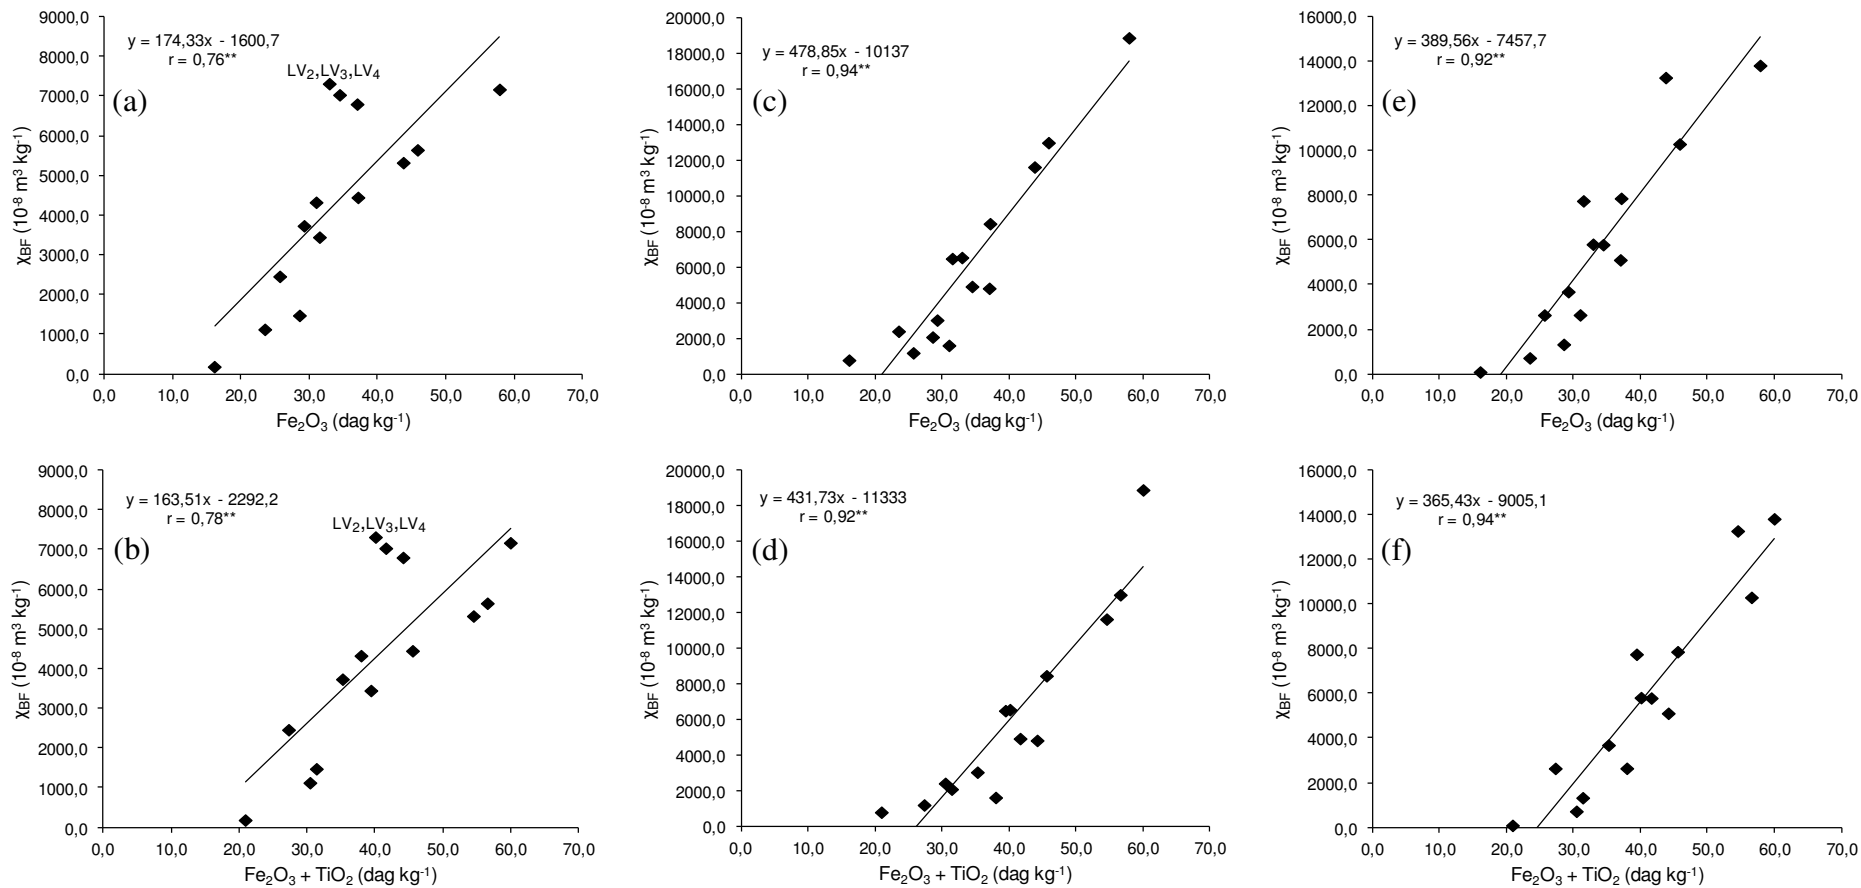 9000,0
8000,0
7000,0
6000,0
5000,0
4000,0
3000,0
2000,0
1000,0
0,0
χBF (10⁻⁸ m³ kg⁻¹)
y = 174,33x - 1600,7
r = 0,76**
LV₂,LV₃,LV₄
(a)
0,0 10,0 20,0 30,0 40,0 50,0 60,0 70,0
Fe₂O₃ (dag kg⁻¹)
20000,0
18000,0
16000,0
14000,0
12000,0
10000,0
8000,0
6000,0
4000,0
2000,0
0,0
χBF (10⁻⁸ m³ kg⁻¹)
y = 478,85x - 10137
r = 0,94**
(c)
0,0 10,0 20,0 30,0 40,0 50,0 60,0 70,0
Fe₂O₃ (dag kg⁻¹)
16000,0
14000,0
12000,0
10000,0
8000,0
6000,0
4000,0
2000,0
0,0
χBF (10⁻⁸ m³ kg⁻¹)
y = 389,56x - 7457,7
r = 0,92**
(e)
0,0 10,0 20,0 30,0 40,0 50,0 60,0 70,0
Fe₂O₃ (dag kg⁻¹)
9000,0
8000,0
7000,0
6000,0
5000,0
4000,0
3000,0
2000,0
1000,0
0,0
χBF (10⁻⁸ m³ kg⁻¹)
y = 163,51x - 2292,2
r = 0,78**
LV₂,LV₃,LV₄
(b)
0,0 10,0 20,0 30,0 40,0 50,0 60,0 70,0
Fe₂O₃ + TiO₂ (dag kg⁻¹)
20000,0
18000,0
16000,0
14000,0
12000,0
10000,0
8000,0
6000,0
4000,0
2000,0
0,0
χBF (10⁻⁸ m³ kg⁻¹)
y = 431,73x - 11333
r = 0,92**
(d)
0,0 10,0 20,0 30,0 40,0 50,0 60,0 70,0
Fe₂O₃ + TiO₂ (dag kg⁻¹)
16000,0
14000,0
12000,0
10000,0
8000,0
6000,0
4000,0
2000,0
0,0
χBF (10⁻⁸ m³ kg⁻¹)
y = 365,43x - 9005,1
r = 0,94**
(f)
0,0 10,0 20,0 30,0 40,0 50,0 60,0 70,0
Fe₂O₃ + TiO₂ (dag kg⁻¹)